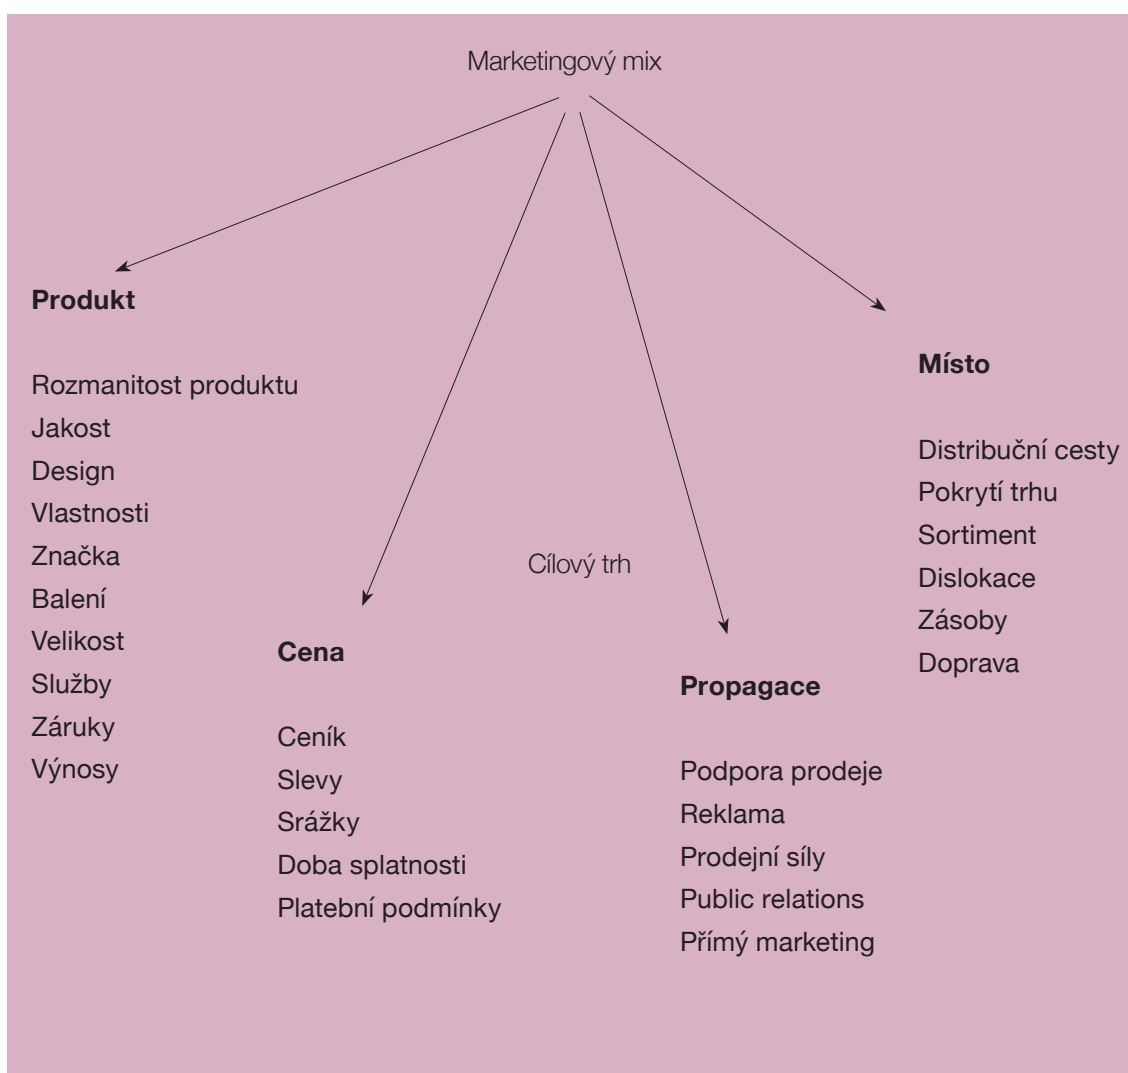 Marketingový mix
Produkt
Rozmanitost produktu
Jakost
Design
Vlastnosti
Značka
Balení
Velikost
Služby
Záruky
Výnosy
Cílový trh
Cena
Ceník
Slevy
Srážky
Doba splatnosti
Platební podmínky
Propagace
Podpora prodeje
Reklama
Prodejní síly
Public relations
Přímý marketing
Místo
Distribuční cesty
Pokrytí trhu
Sortiment
Dislokace
Zásoby
Doprava